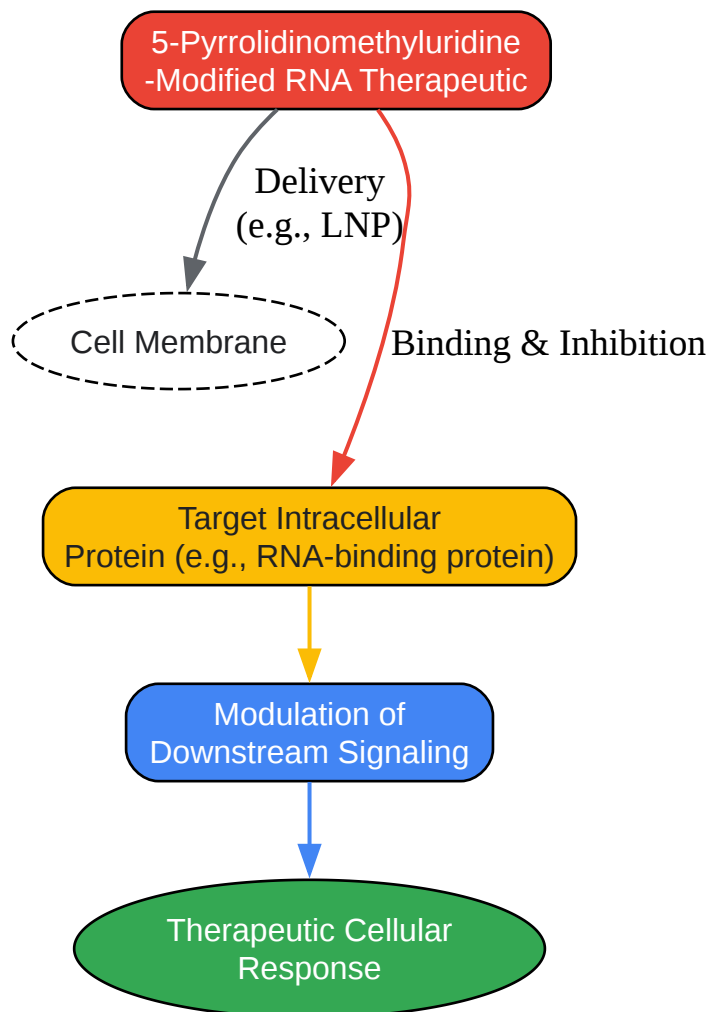 5-Pyrrolidinomethyluridine
-Modified RNA Therapeutic
Delivery
(e.g., LNP)
Cell Membrane
Binding & Inhibition
Target Intracellular
Protein (e.g., RNA-binding protein)
Modulation of
Downstream Signaling
Therapeutic Cellular
Response